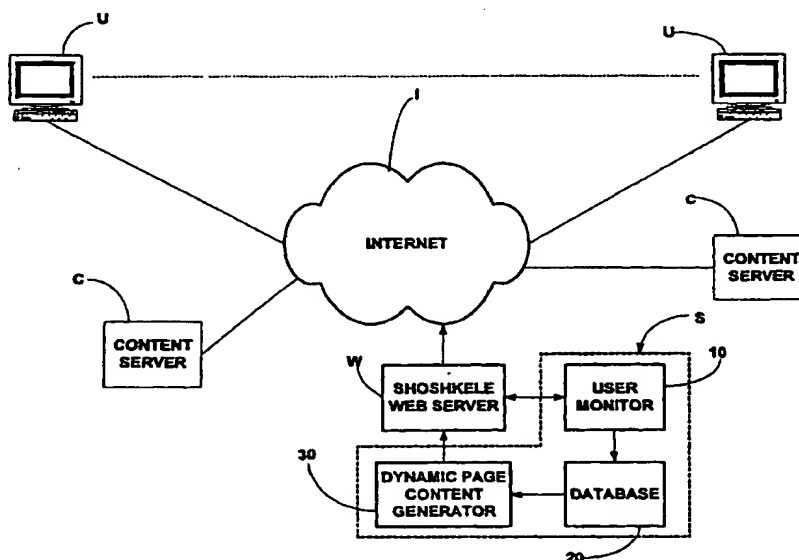 U
U
I
INTERNET
C
CONTENT
SERVER
C
CONTENT
SERVER
S
W
10
SHOSHKELE
WEB SERVER
USER
MONITOR
30
DYNAMIC PAGE
CONTENT
GENERATOR
DATABASE
20